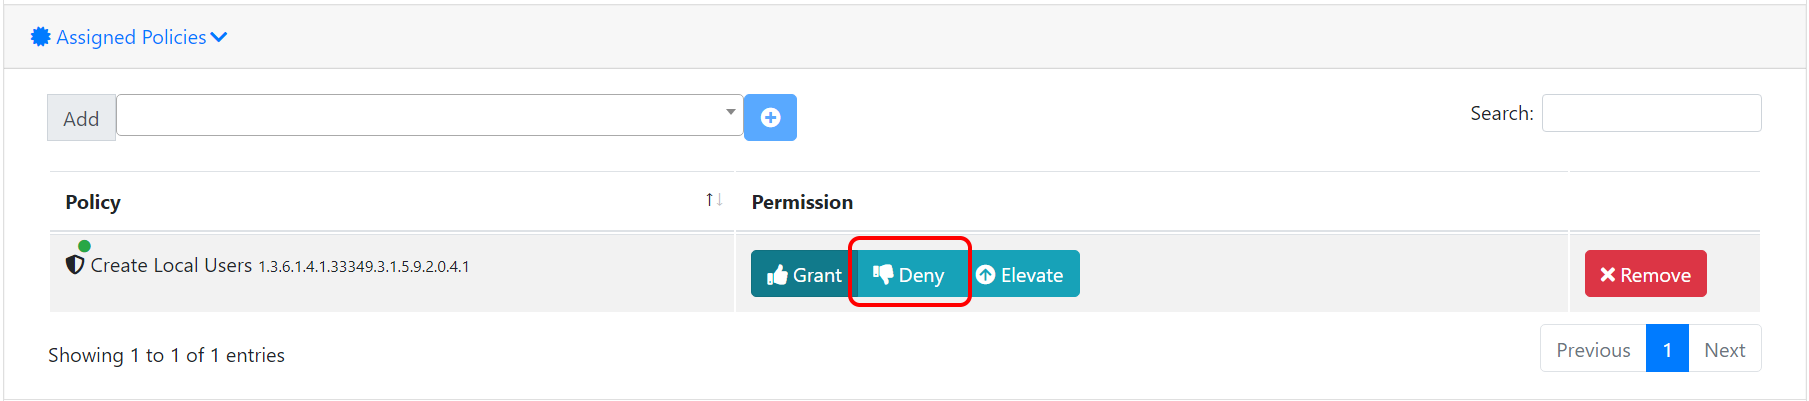 Assigned Policies
Add
Search:
Policy
Permission
Create Local Users 1.3.6.1.4.1.33349.3.1.5.9.2.0.4.1
Grant
Deny
Elevate
Remove
Showing 1 to 1 of 1 entries
Previous
1
Next